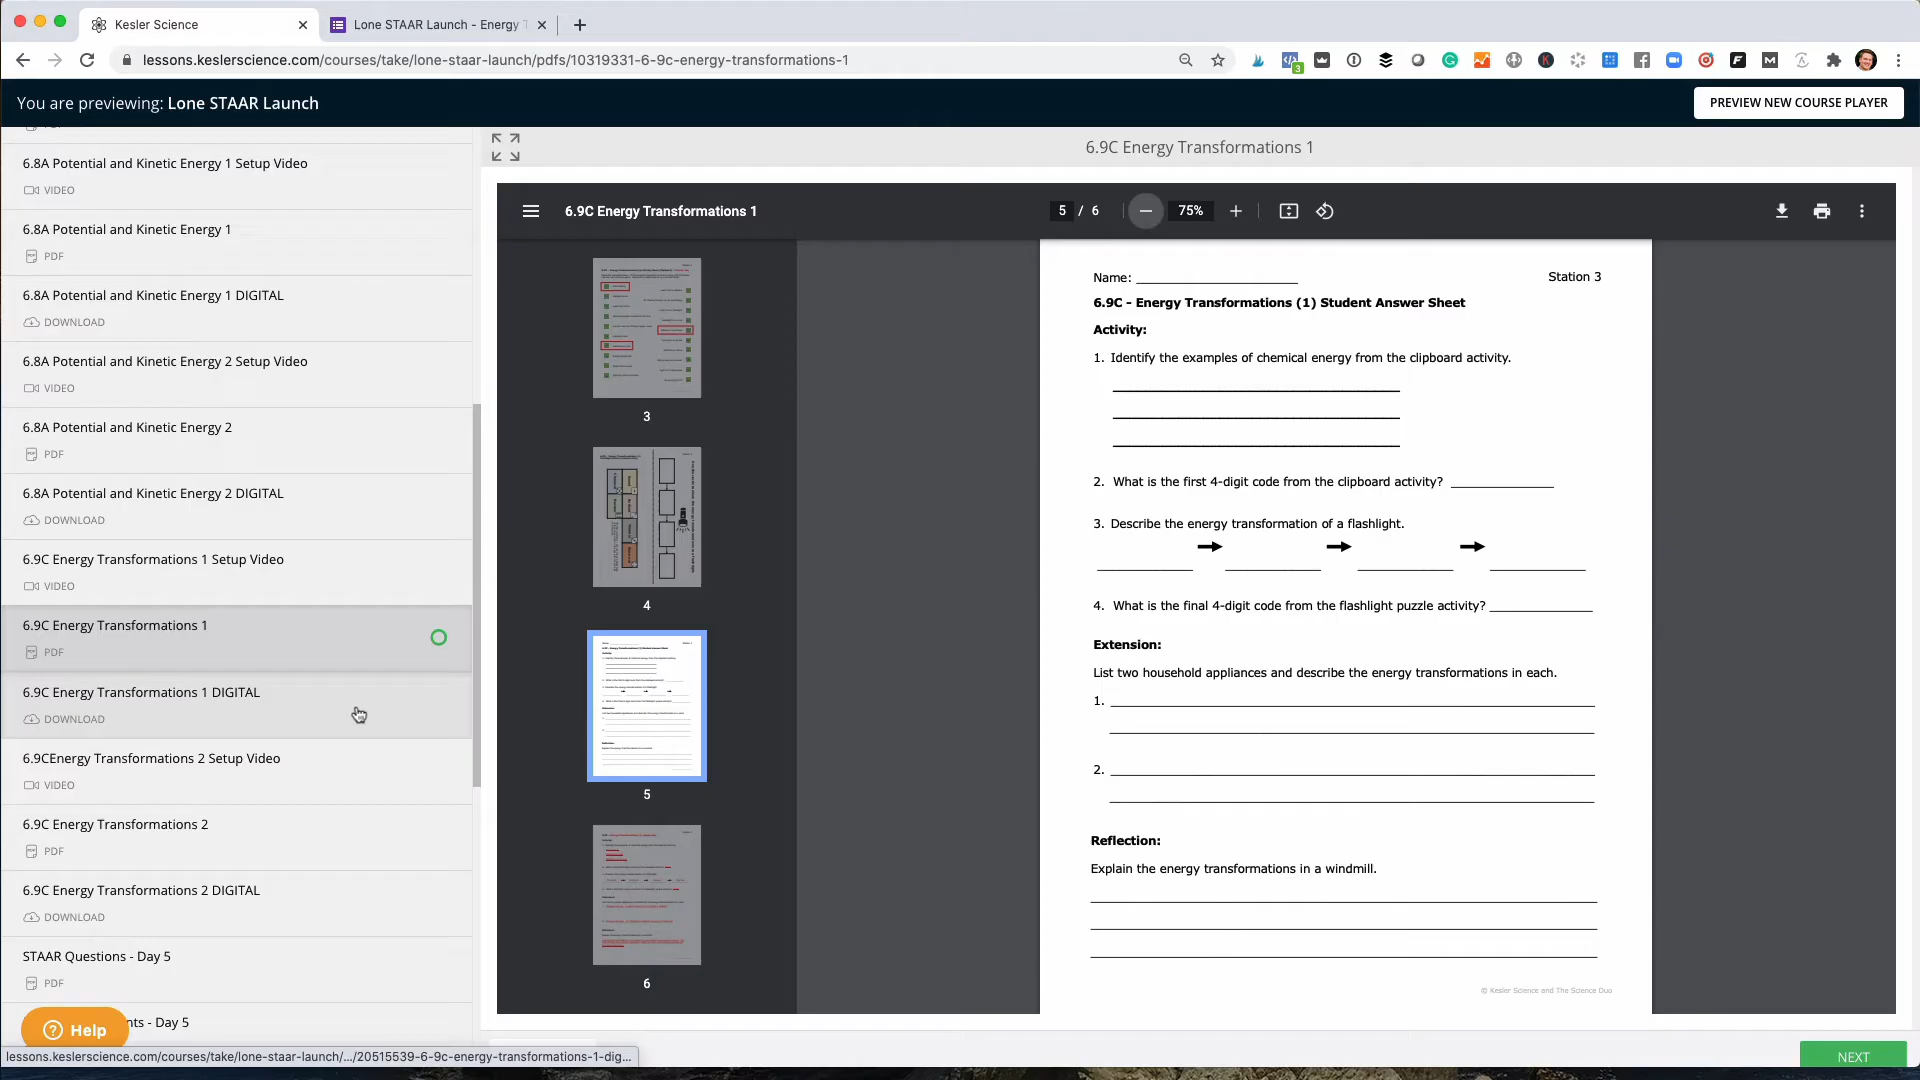 Kesler Science
Lone STAAR Launch - Energy T
lessons.keslerscience.com/courses/take/lone-staar-launch/pdfs/10319331-6-9c-energy-transformations-1
3
You are previewing: Lone STAAR Launch
PREVIEW NEW COURSE PLAYER
6.8A Potential and Kinetic Energy 1 Setup Video
VIDEO
6.8A Potential and Kinetic Energy 1
PDF
6.8A Potential and Kinetic Energy 1 DIGITAL
DOWNLOAD
6.8A Potential and Kinetic Energy 2 Setup Video
VIDEO
6.8A Potential and Kinetic Energy 2
PDF
6.8A Potential and Kinetic Energy 2 DIGITAL
DOWNLOAD
6.9C Energy Transformations 1 Setup Video
VIDEO
6.9C Energy Transformations 1
PDF
6.9C Energy Transformations 1 DIGITAL
DOWNLOAD
6.9CEnergy Transformations 2 Setup Video
VIDEO
6.9C Energy Transformations 2
PDF
6.9C Energy Transformations 2 DIGITAL
DOWNLOAD
STAAR Questions - Day 5
PDF
nts - Day 5
Help
lessons.keslerscience.com/courses/take/lone-staar-launch/.../20515539-6-9c-energy-transformations-1-dig...
6.9C Energy Transformations 1
6.9C Energy Transformations 1
5 / 6
75%
3
4
5
6
Name: ____________________
Station 3
6.9C - Energy Transformations (1) Student Answer Sheet
Activity:
1. Identify the examples of chemical energy from the clipboard activity.
2. What is the first 4-digit code from the clipboard activity? ____________
3. Describe the energy transformation of a flashlight.
4. What is the final 4-digit code from the flashlight puzzle activity? ____________
Extension:
List two household appliances and describe the energy transformations in each.
1.
2.
Reflection:
Explain the energy transformations in a windmill.
© Kesler Science and The Science Duo
NEXT